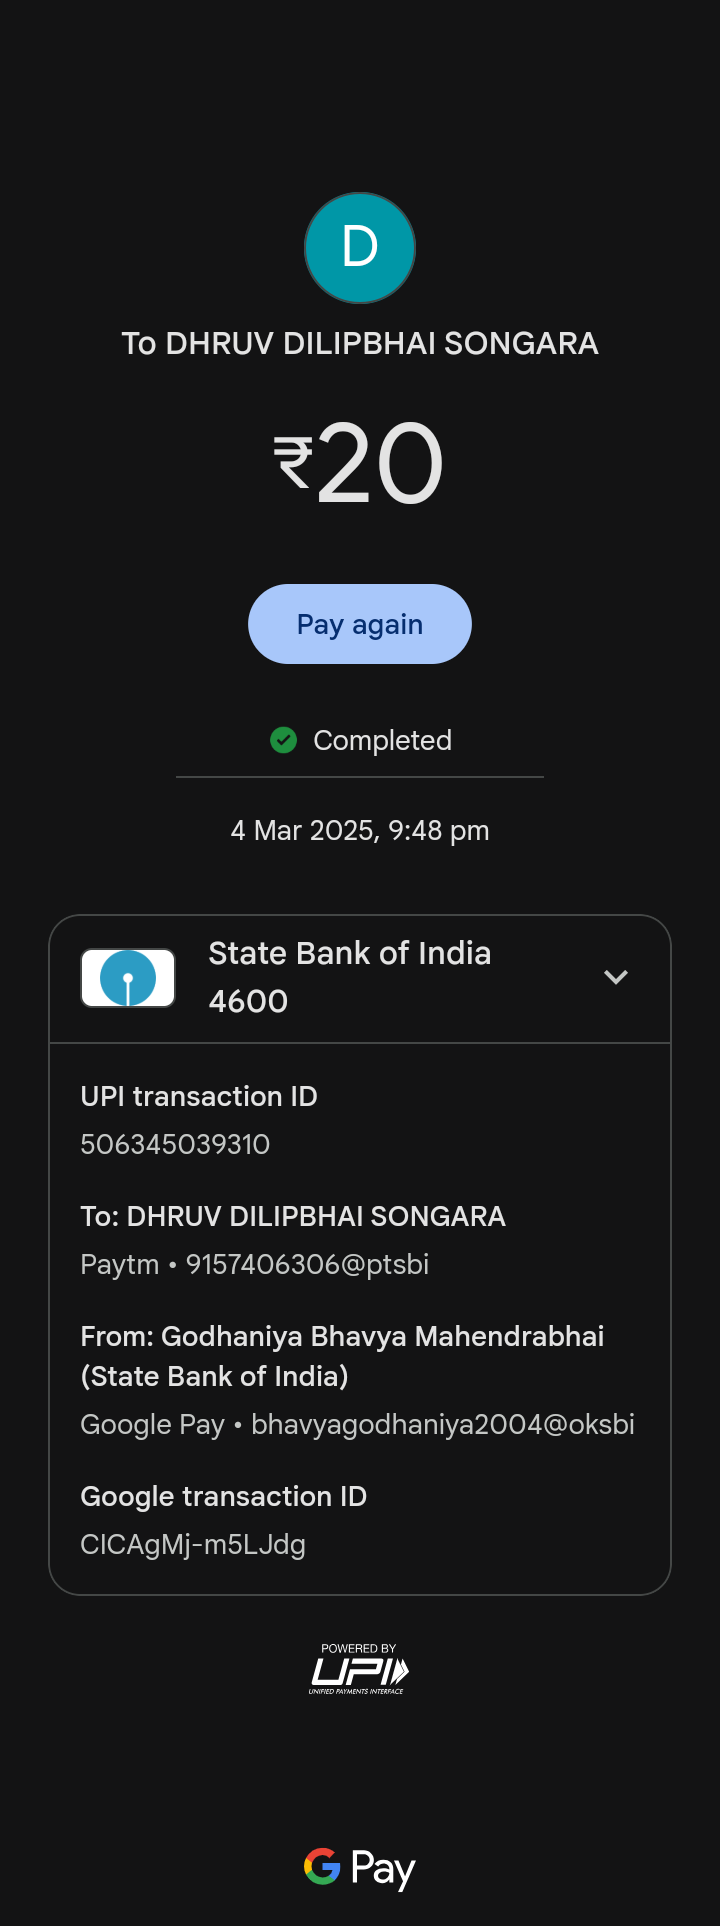 D
To DHRUV DILIPBHAI SONGARA
₹20
Pay again
Completed
4 Mar 2025, 9:48 pm
State Bank of India
4600
UPI transaction ID
506345039310
To: DHRUV DILIPBHAI SONGARA
Paytm • 9157406306@ptsbi
From: Godhaniya Bhavya Mahendrabhai
(State Bank of India)
Google Pay • bhavyagodhaniya2004@oksbi
Google transaction ID
CICAgMj-m5LJdg
POWERED BY
UPI
UNIFIED PAYMENTS INTERFACE
G Pay